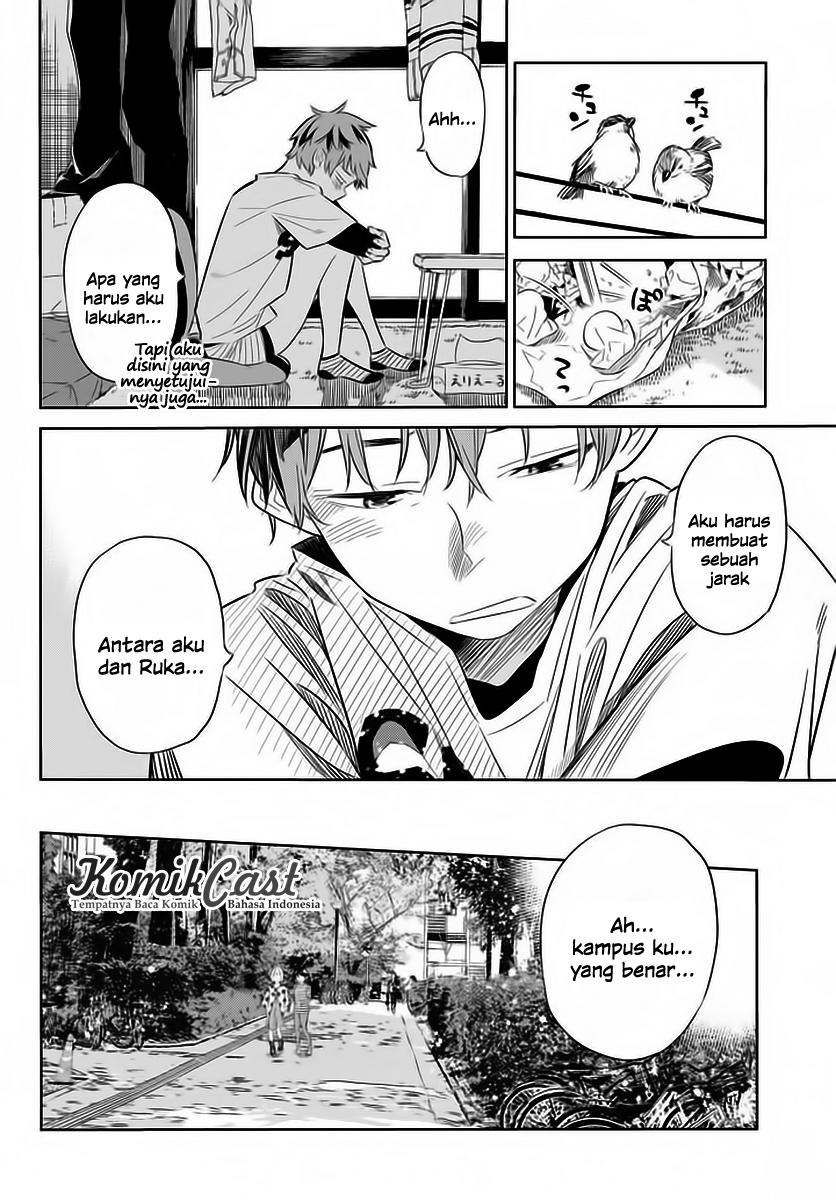 チュン
チュン
ぽ
Ahh...
Apa yang
harus aku
lakukan...
Tapi aku
disini yang
menyetujui-
nya juga...
えりえーる
Aku harus
membuat
sebuah
jarak
Antara aku
dan Ruka...
KomikCast
Tempatnya Baca Komik Bahasa Indonesia
Ah...
kampus ku...
yang benar...